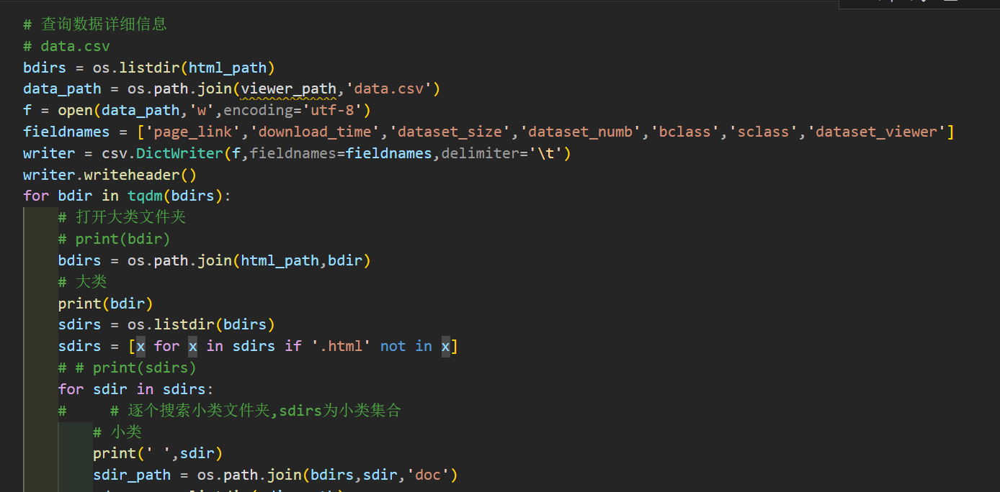 # 查询数据详细信息
# data.csv
bdirs = os.listdir(html_path)
data_path = os.path.join(viewer_path,'data.csv')
f = open(data_path,'w',encoding='utf-8')
fieldnames = ['page_link','download_time','dataset_size','dataset_numb','bclass','sclass','dataset_viewer']
writer = csv.DictWriter(f,fieldnames=fieldnames,delimiter='\t')
writer.writeheader()
for bdir in tqdm(bdirs):
    # 打开大类文件夹
    # print(bdir)
    bdirs = os.path.join(html_path,bdir)
    # 大类
    print(bdir)
    sdirs = os.listdir(bdirs)
    sdirs = [x for x in sdirs if '.html' not in x]
    # # print(sdirs)
    for sdir in sdirs:
    #     # 逐个搜索小类文件夹,sdirs为小类集合
        # 小类
        print(' ',sdir)
        sdir_path = os.path.join(bdirs,sdir,'doc')